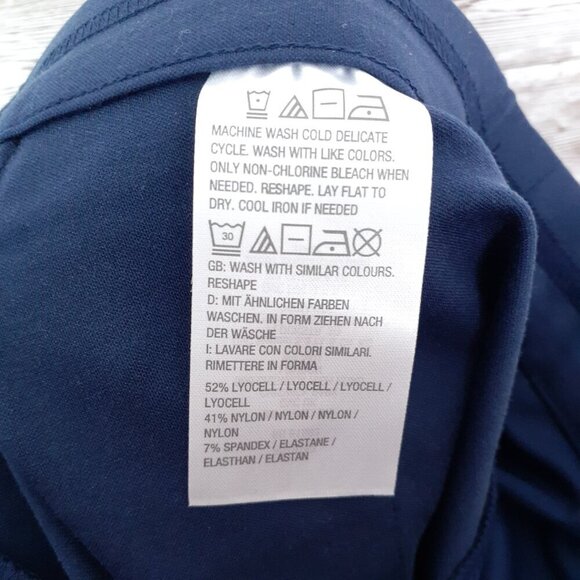 MACHINE WASH COLD DELICATE
CYCLE. WASH WITH LIKE COLORS.
ONLY NON-CHLORINE BLEACH WHEN
NEEDED. RESHAPE. LAY FLAT TO
DRY. COOL IRON IF NEEDED
30
GB: WASH WITH SIMILAR COLOURS.
RESHAPE
D: MIT ÄHNLICHEN FARBEN
WASCHEN. IN FORM ZIEHEN NACH
DER WÄSCHE
I: LAVARE CON COLORI SIMILARI.
RIMETTERE IN FORMA
52% LYOCELL / LYOCELL / LYOCELL /
LYOCELL
41% NYLON / NYLON / NYLON /
NYLON
7% SPANDEX / ELASTANE /
ELASTHAN / ELASTAN